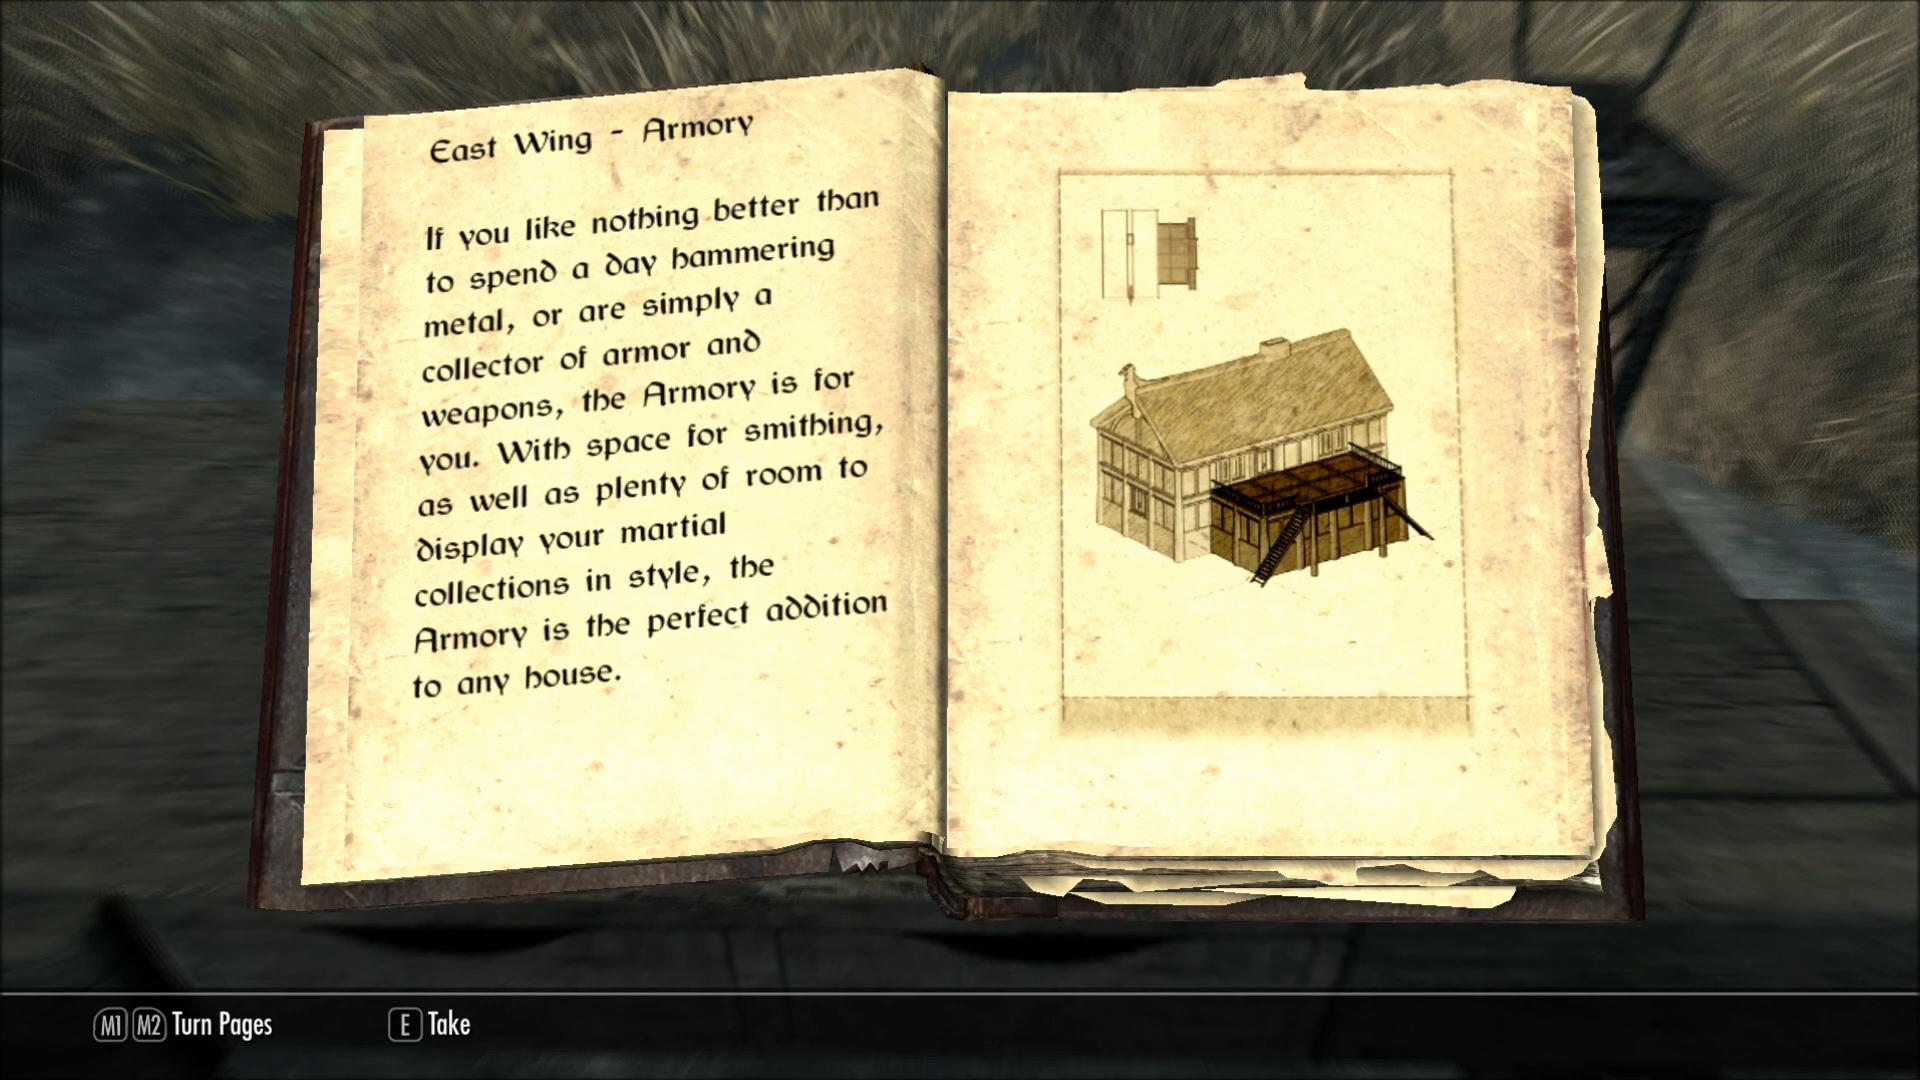 East Wing - Armory
If you like nothing better than
to spend a day hammering
metal, or are simply a
collector of armor and
weapons, the Armory is for
you. With space for smithing,
as well as plenty of room to
display your martial
collections in style, the
Armory is the perfect addition
to any house.
M1 M2 Turn Pages E Take